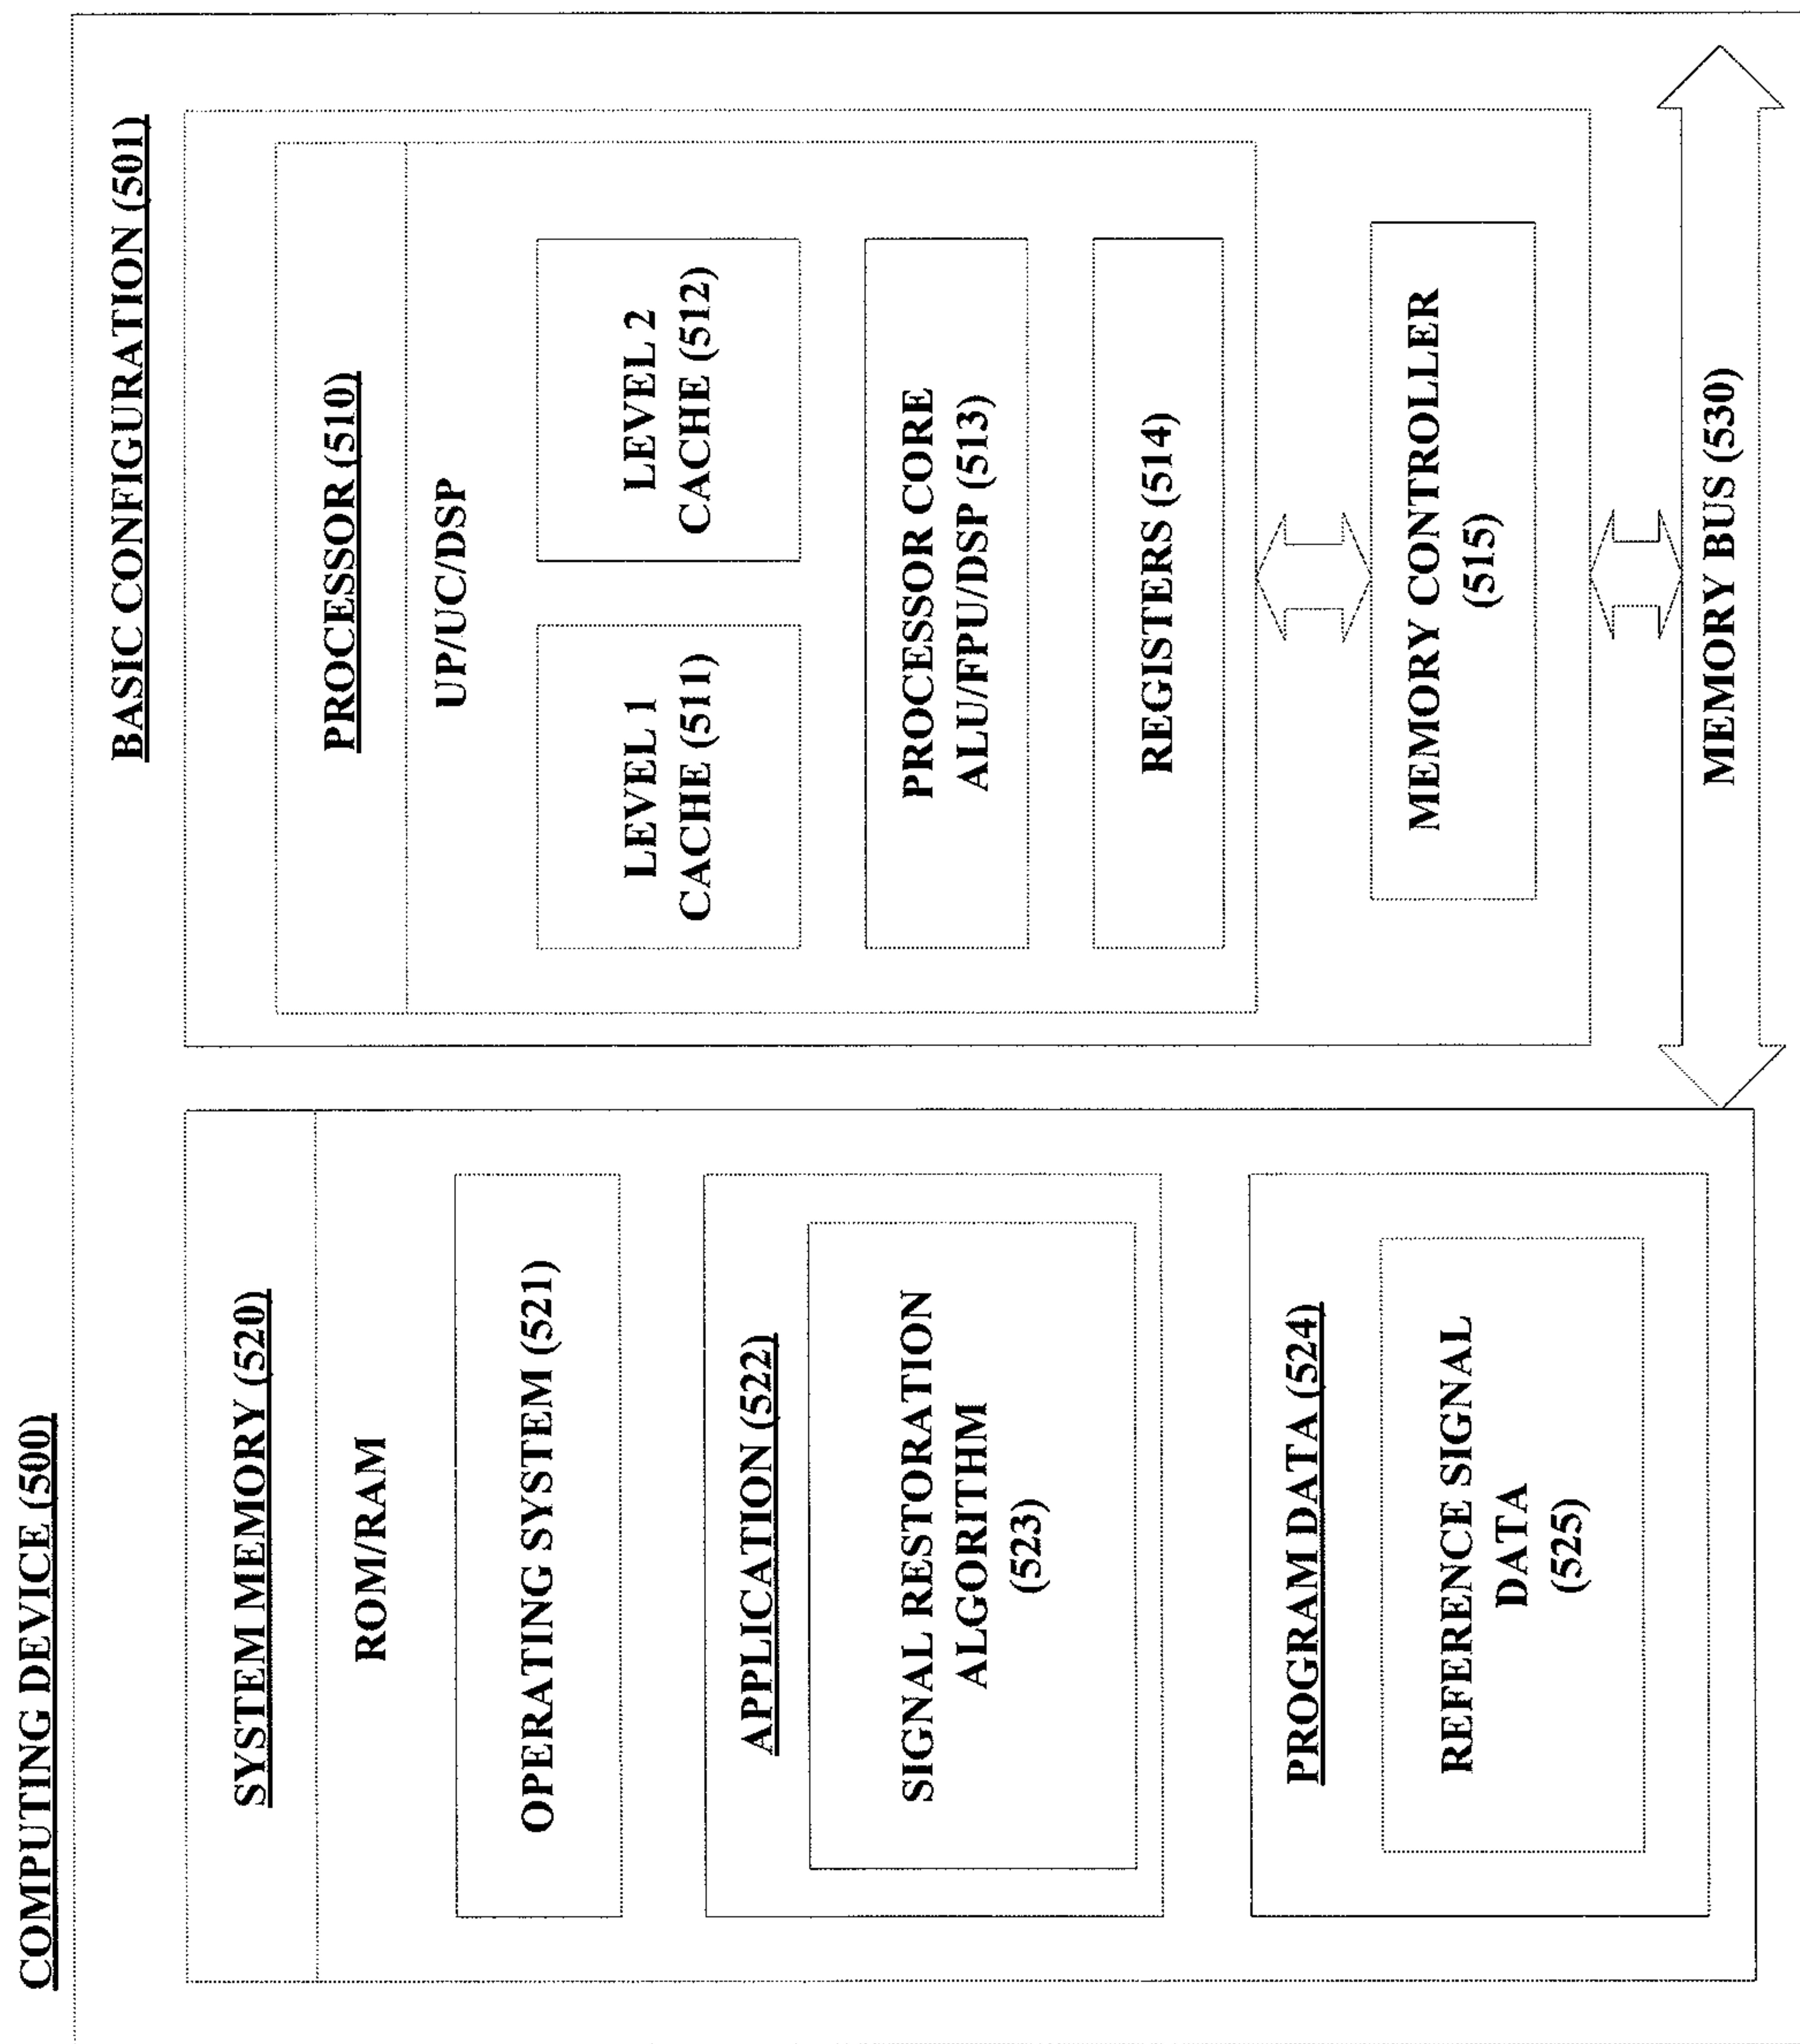 COMPUTING DEVICE (500)
SYSTEM MEMORY (520)
ROM/RAM
OPERATING SYSTEM (521)
APPLICATION (522)
SIGNAL RESTORATION
ALGORITHM
(523)
PROGRAM DATA (524)
REFERENCE SIGNAL
DATA
(525)
BASIC CONFIGURATION (501)
PROCESSOR (510)
UP/UC/DSP
LEVEL 1
CACHE (511)
LEVEL 2
CACHE (512)
PROCESSOR CORE
ALU/FPU/DSP (513)
REGISTERS (514)
MEMORY CONTROLLER
(515)
MEMORY BUS (530)